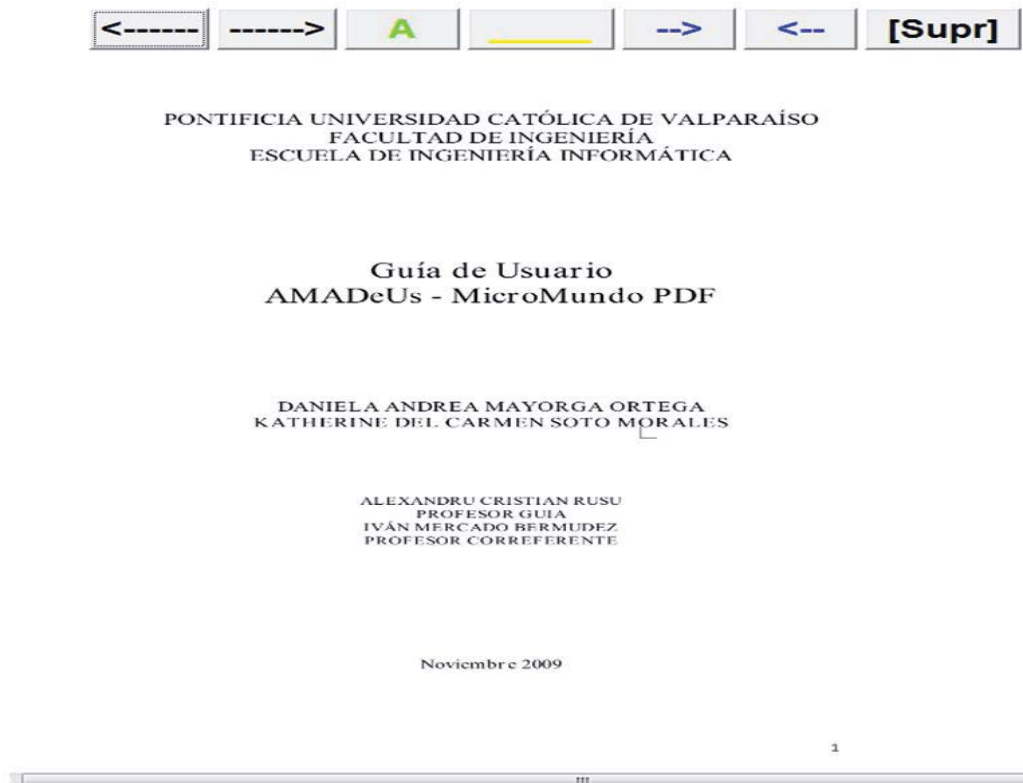 <------ ------> A --> <-- [Supr]
PONTIFICIA UNIVERSIDAD CATÓLICA DE VALPARAÍSO
FACULTAD DE INGENIERÍA
ESCUELA DE INGENIERÍA INFORMÁTICA
Guía de Usuario
AMADeUs - MicroMundo PDF
DANIELA ANDREA MAYORGA ORTEGA
KATHERINE DEL CARMEN SOTO MORALES
ALEXANDRU CRISTIAN RUSU
PROFESOR GUIA
IVÁN MERCADO BERMUDEZ
PROFESOR CORREFERENTE
Noviembre 2009
1